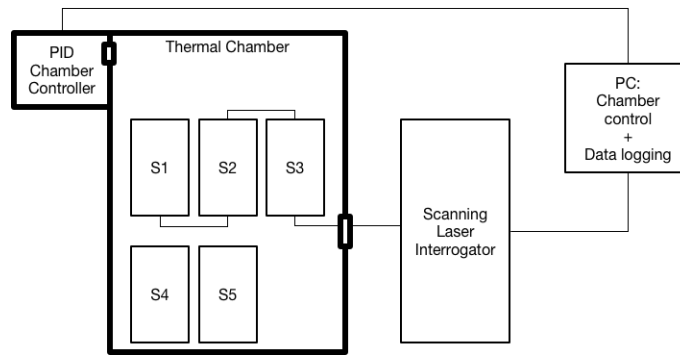 PID
Chamber
Controller
Thermal Chamber
PC:
Chamber
control
+
Data logging
S1
S2
S3
Scanning
Laser
Interrogator
S4
S5